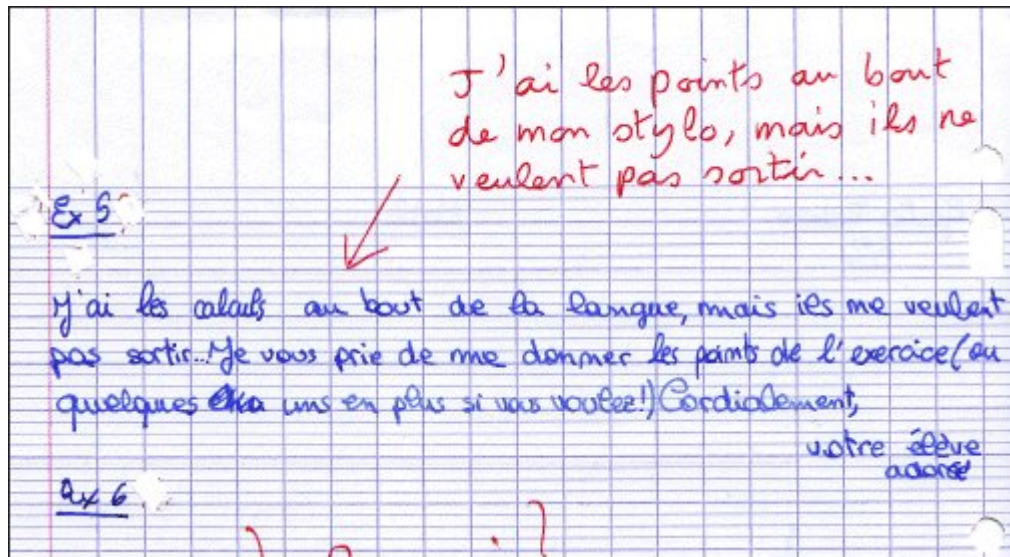 J'ai les points au bout
de mon stylo, mais ils ne
veulent pas sortir...
Ex 5
J'ai les calculs au bout de la langue, mais ils ne veulent
pas sortir... Je vous prie de me donner les points de l'exercice (ou
quelques uns en plus si vous voulez!) Cordialement,
votre élève
adoré
Ex 6